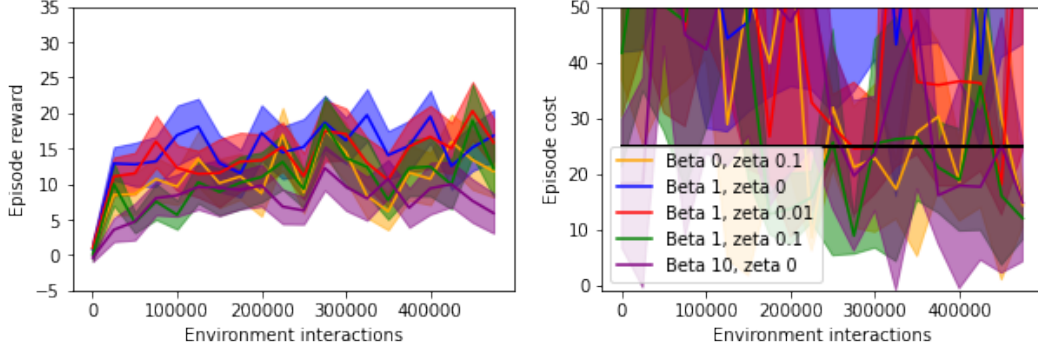 35
30
25
20
15
10
5
0
−5
Episode reward
0 100000 200000 300000 400000
Environment interactions
50
40
30
20
10
0
Episode cost
Beta 0, zeta 0.1
Beta 1, zeta 0
Beta 1, zeta 0.01
Beta 1, zeta 0.1
Beta 10, zeta 0
0 100000 200000 300000 400000
Environment interactions